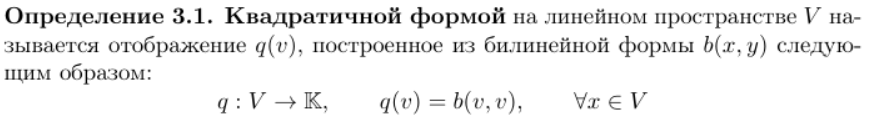 Определение 3.1. Квадратичной формой на линейном пространстве V на-
зывается отображение q(v), построенное из билинейной формы b(x, y) следую-
щим образом:
q : V → 𝕂, q(v) = b(v, v), ∀x ∈ V